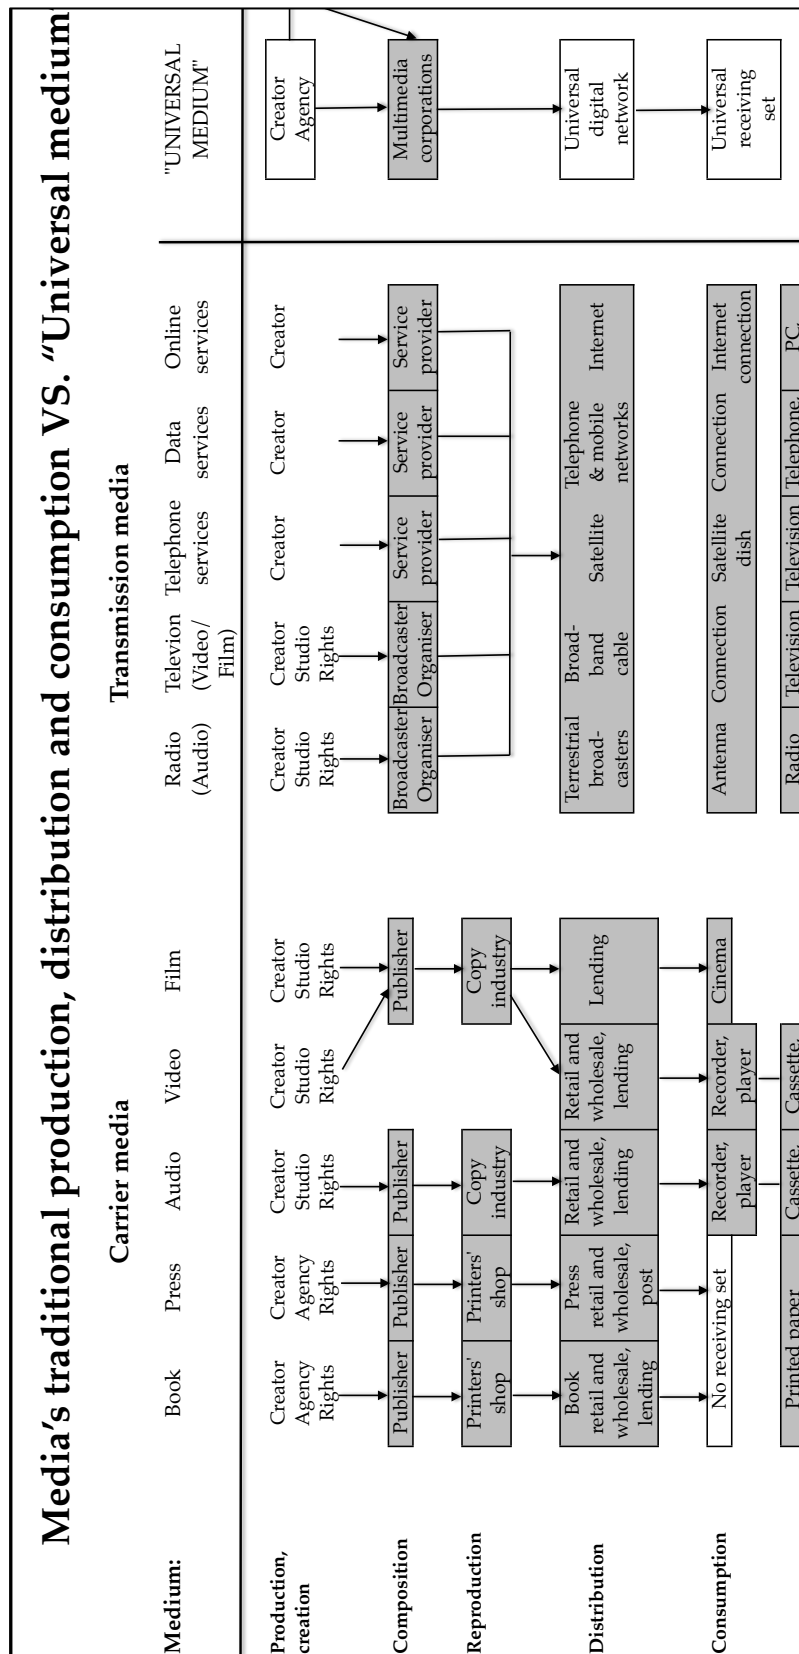 Media's traditional production, distribution and consumption VS. "Universal medium"
Carrier media
Transmission media
Medium:
Book
Press
Audio
Video
Film
Radio
(Audio)
Televion
(Video/
Film)
Telephone
services
Data
services
Online
services
"UNIVERSAL
MEDIUM"
Production,
creation
Creator
Agency
Rights
Creator
Agency
Rights
Creator
Studio
Rights
Creator
Studio
Rights
Creator
Studio
Rights
Creator
Studio
Rights
Creator
Studio
Rights
Creator
Creator
Creator
Creator
Agency
Composition
Publisher
Publisher
Publisher
Publisher
Broadcaster
Organiser
Broadcaster
Organiser
Service
provider
Service
provider
Service
provider
Multimedia
corporations
Reproduction
Printers'
shop
Printers'
shop
Copy
industry
Copy
industry
Distribution
Book
retail and
wholesale,
lending
Press
retail and
wholesale,
post
Retail and
wholesale,
lending
Retail and
wholesale,
lending
Lending
Terrestrial
broad-
casters
Broad-
band
cable
Satellite
Telephone
& mobile
networks
Internet
Universal
digital
network
Consumption
No receiving set
Recorder,
player
Recorder,
player
Cinema
Antenna
Connection
Satellite
dish
Connection
Internet
connection
Universal
receiving
set
Printed paper
Cassette,
Cassette,
Radio
Television
Television
Telephone,
PC,